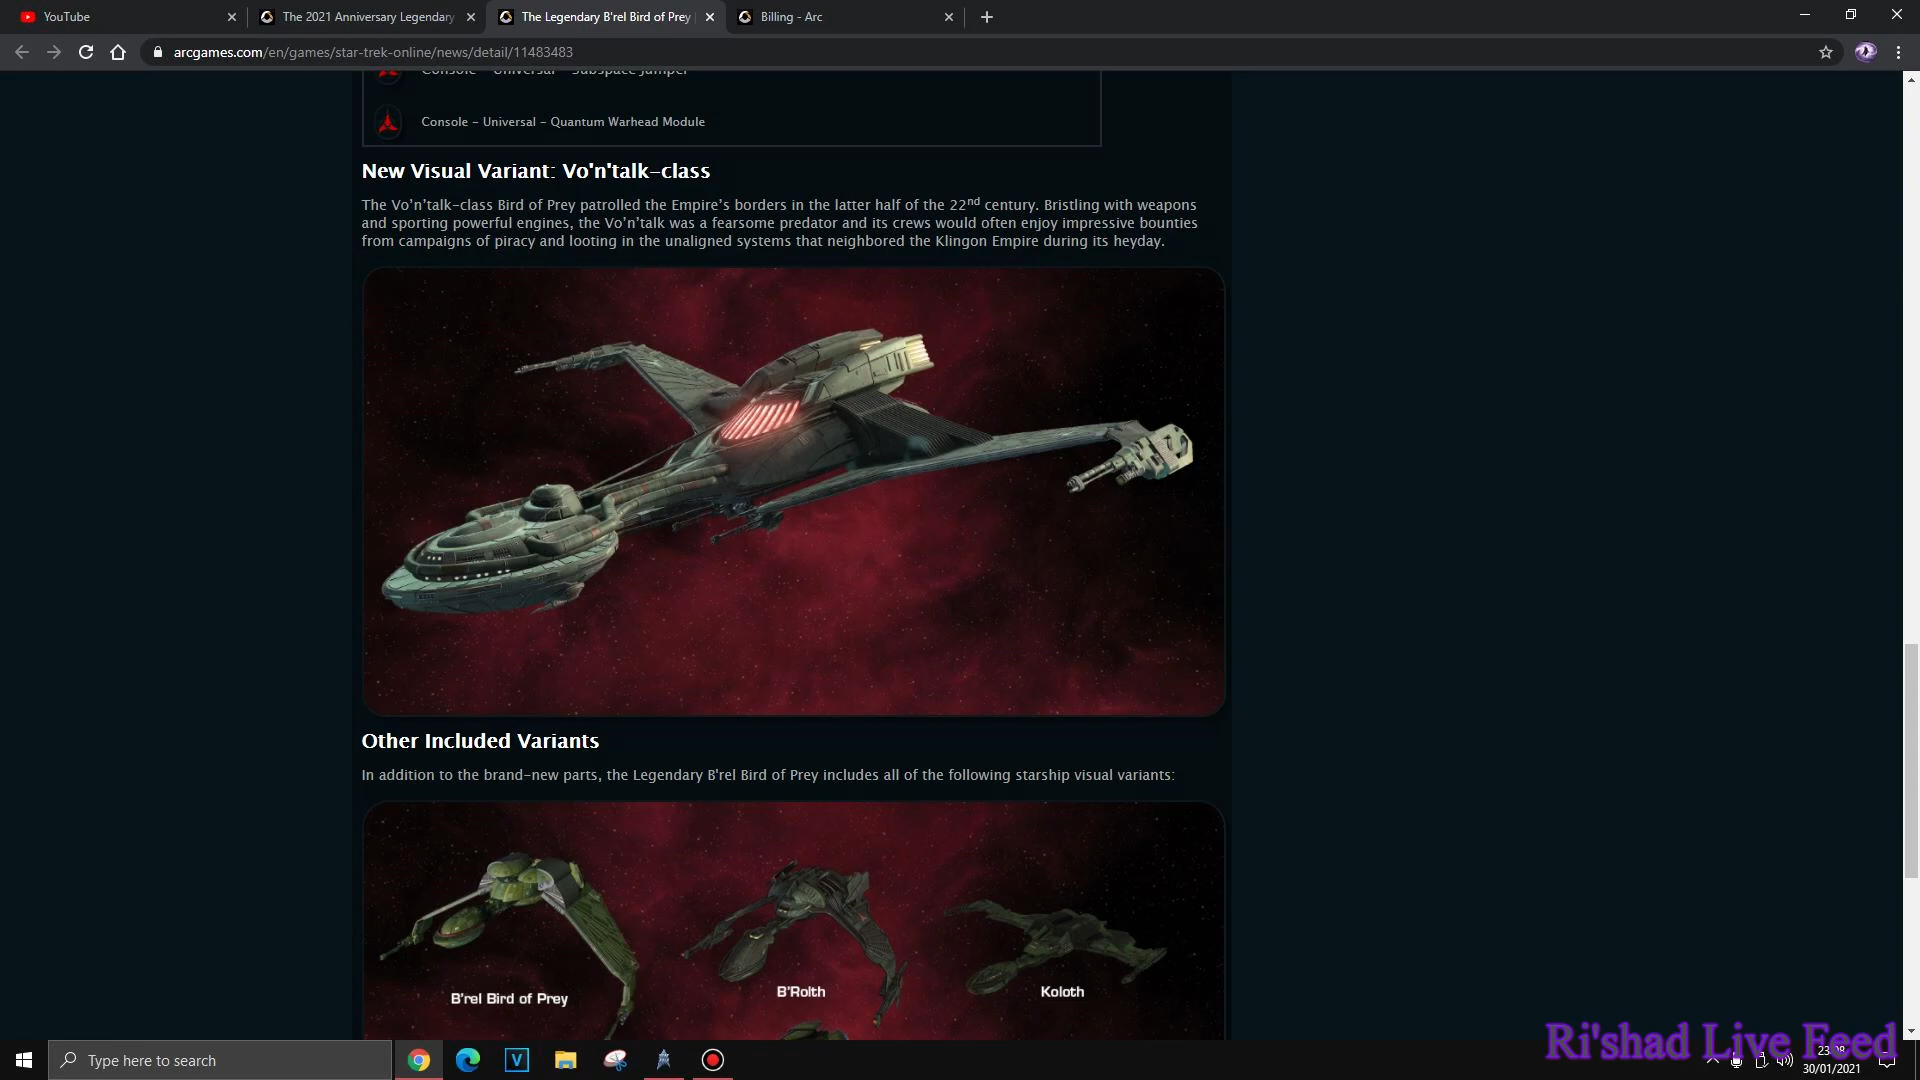 YouTube
The 2021 Anniversary Legendary
The Legendary B'rel Bird of Prey
Billing - Arc
arcgames.com/en/games/star-trek-online/news/detail/11483483
Console - Universal - Subspace Jumper
Console - Universal - Quantum Warhead Module
New Visual Variant: Vo'n'talk-class
The Vo’n’talk-class Bird of Prey patrolled the Empire’s borders in the latter half of the 22nd century. Bristling with weapons
and sporting powerful engines, the Vo’n’talk was a fearsome predator and its crews would often enjoy impressive bounties
from campaigns of piracy and looting in the unaligned systems that neighbored the Klingon Empire during its heyday.
Other Included Variants
In addition to the brand-new parts, the Legendary B'rel Bird of Prey includes all of the following starship visual variants:
B'rel Bird of Prey
B'Rolth
Koloth
Ri'shad Live Feed
Type here to search
V
30/01/2021